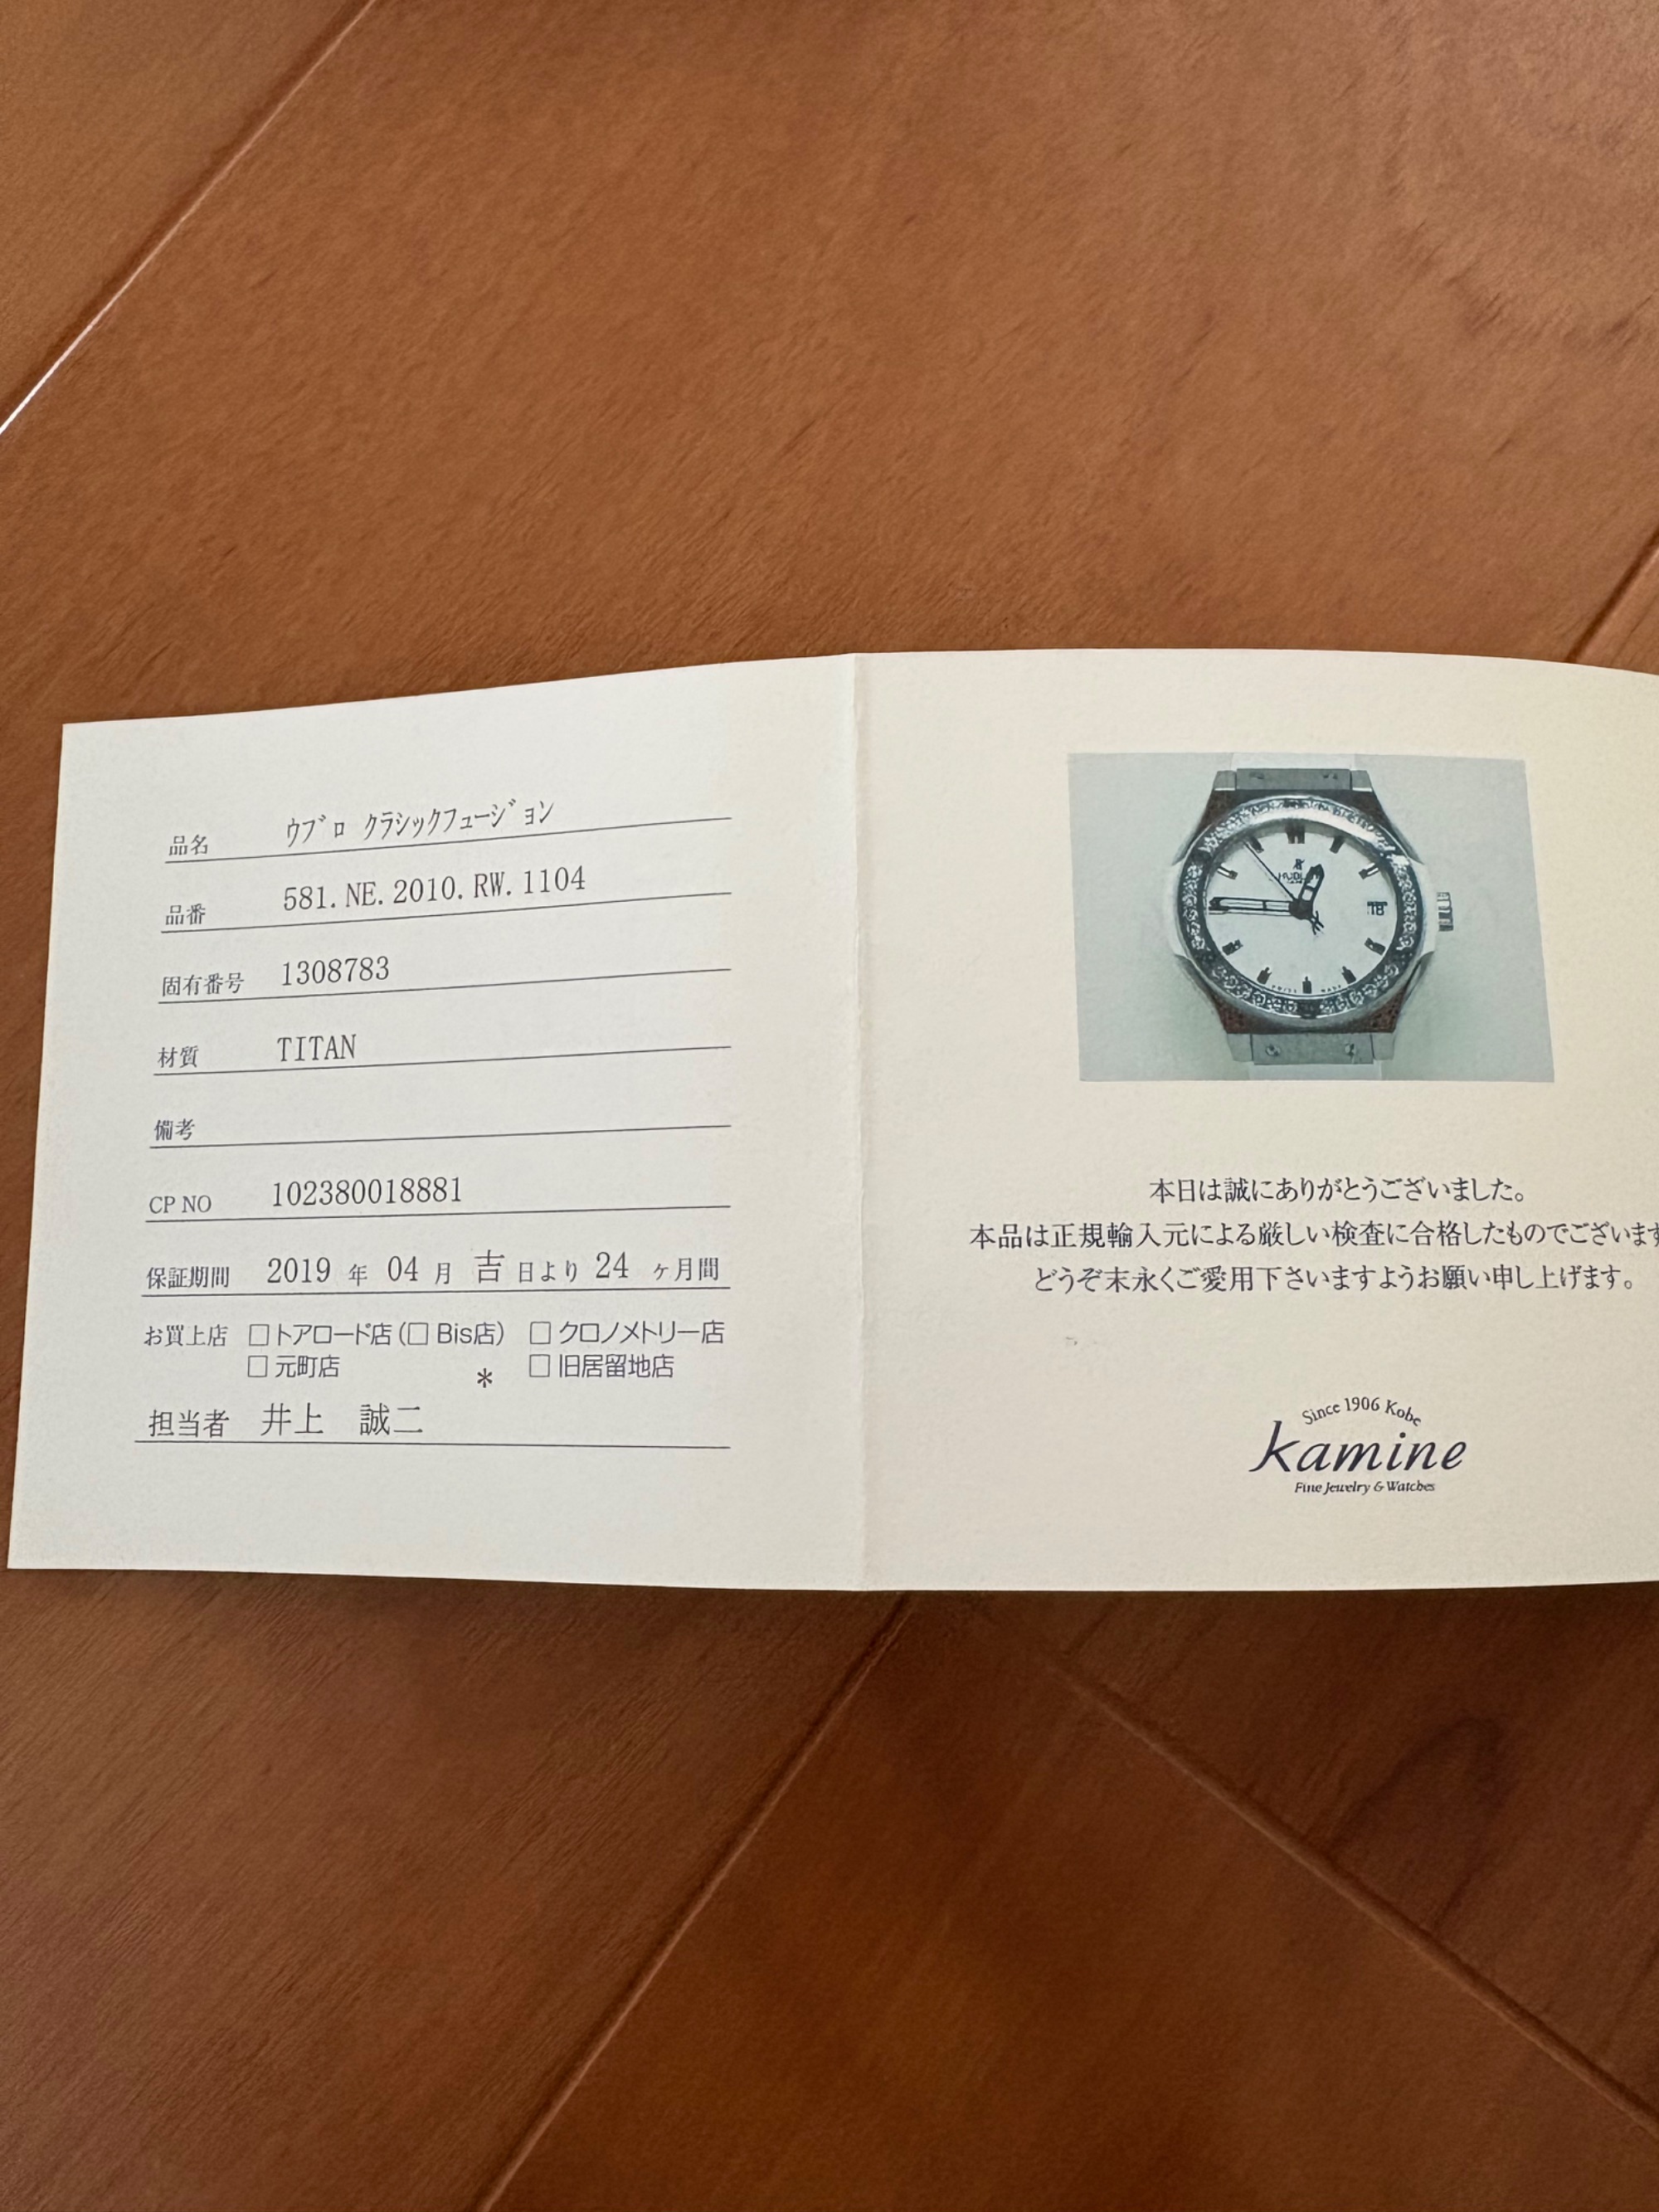 品名 ウブロ クラシックフュージョン
品番 581.NE.2010.RW.1104
固有番号 1308783
材質 TITAN
備考
CP NO 102380018881
保証期間 2019 年 04 月 吉 日より 24 ヶ月間
お買上店 □トアロード店(□ Bis店) □ クロノメトリー店
□ 元町店 * □ 旧居留地店
担当者 井上 誠二
HUBLOT
18
本日は誠にありがとうございました。
本品は正規輸入元による厳しい検査に合格したものでございます
どうぞ末永くご愛用下さいますようお願い申し上げます。
Since 1906 Kobe
kamine
Fine Jewelry & Watches